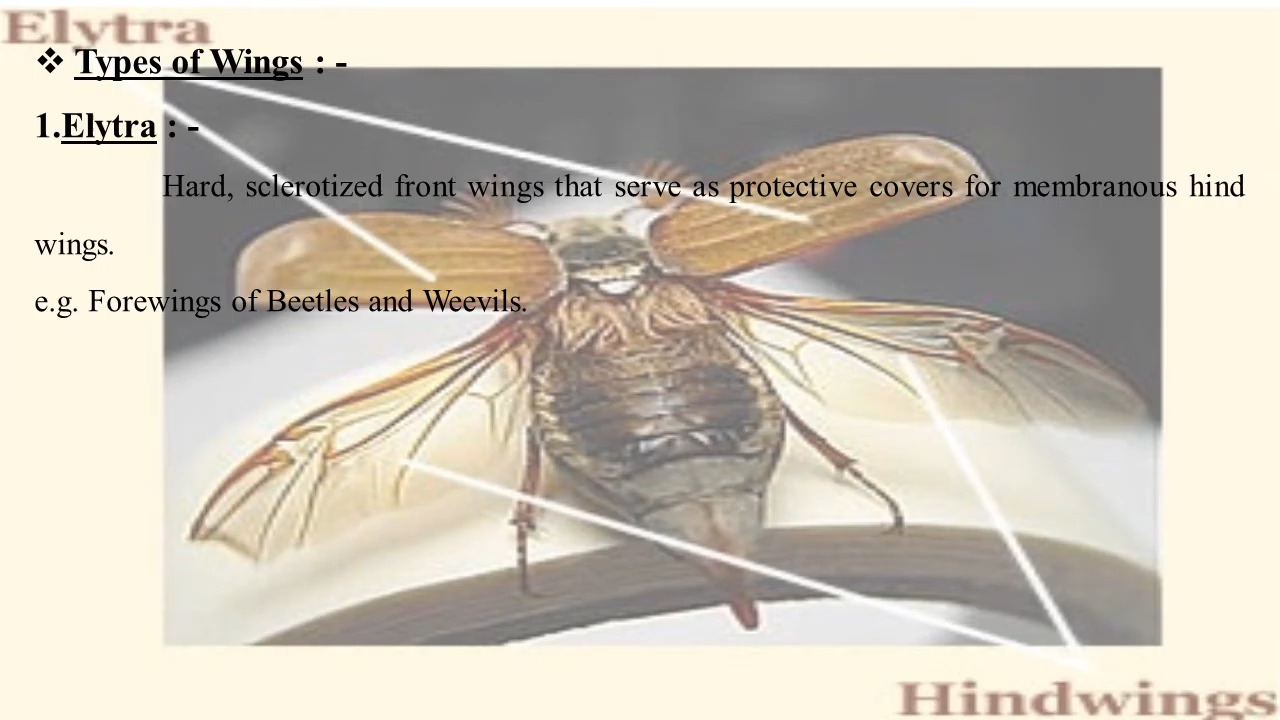 Elytra
❖ Types of Wings : -
1.Elytra : -
Hard, sclerotized front wings that serve as protective covers for membranous hind
wings.
e.g. Forewings of Beetles and Weevils.
Hindwings